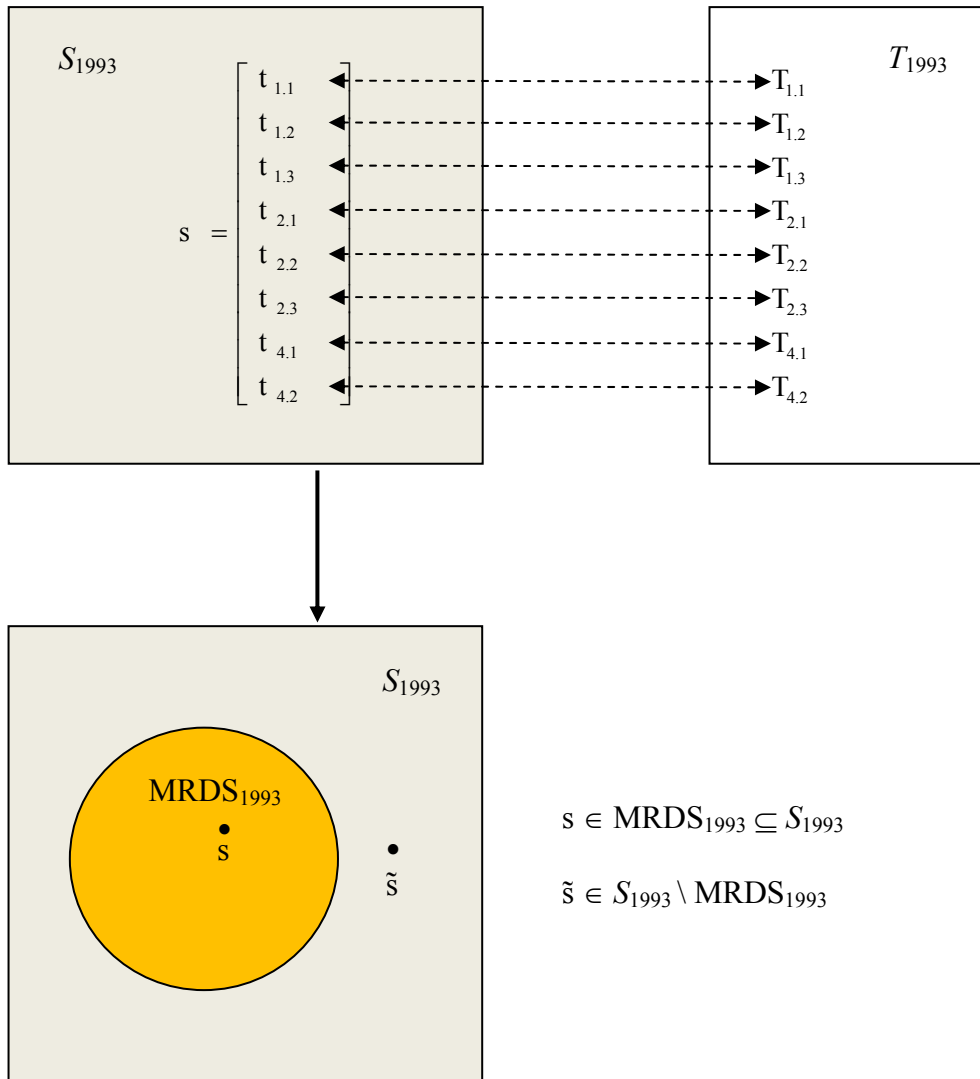 S₁₉₉₃ T₁₉₉₃
t ₁.₁ T₁.₁
t ₁.₂ T₁.₂
t ₁.₃ T₁.₃
t ₂.₁ T₂.₁
s = t ₂.₂ T₂.₂
t ₂.₃ T₂.₃
t ₄.₁ T₄.₁
t ₄.₂ T₄.₂
S₁₉₉₃
MRDS₁₉₉₃
s
s̃
s ∈ MRDS₁₉₉₃ ⊆ S₁₉₉₃
s̃ ∈ S₁₉₉₃ \ MRDS₁₉₉₃